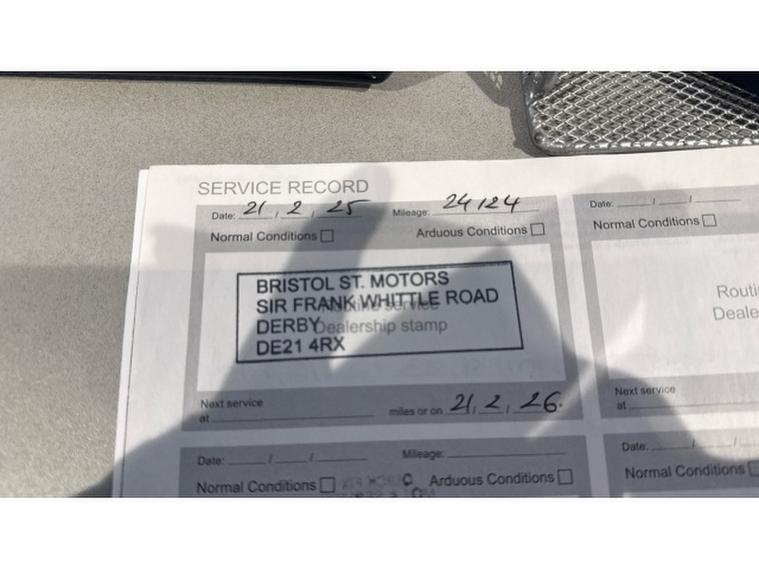 SERVICE RECORD
Date: 21, 2, 25 Mileage: 24124
Normal Conditions Arduous Conditions
BRISTOL ST. MOTORS
SIR FRANK WHITTLE ROAD
DERBY
DE21 4RX
Routine service
Dealership stamp
Next service
at miles or on 21, 2, 26.
Date: / / Mileage:
Normal Conditions Arduous Conditions
Date: / /
Normal Conditions
Routi
Deale
Next service
at
Date: / /
Normal Conditions